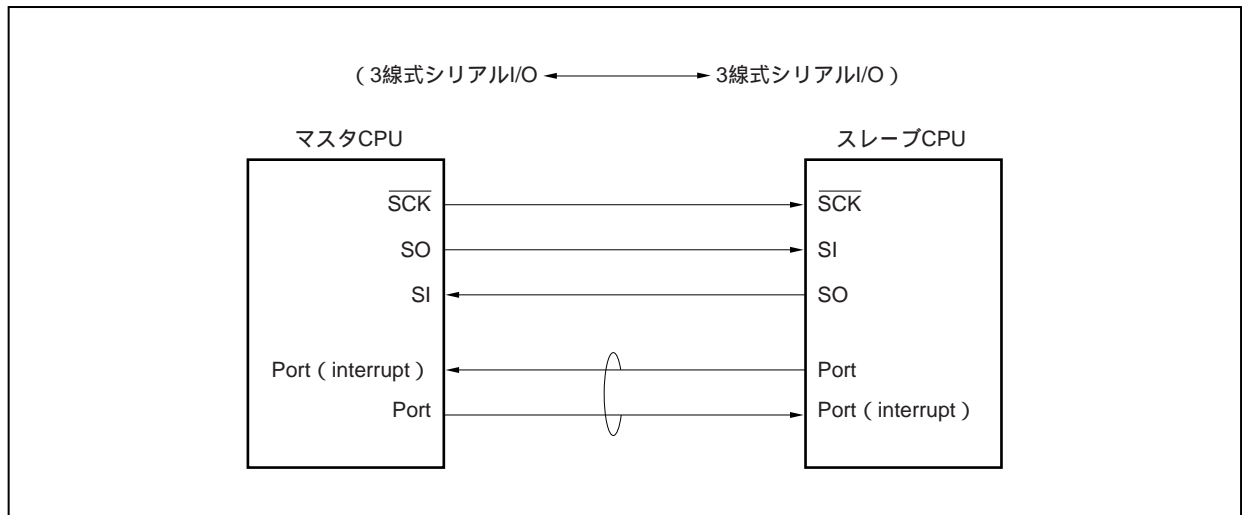 （3線式シリアルI/O 3線式シリアルI/O）
マスタCPU スレーブCPU
SCK SCK
SO SI
SI SO
Port（interrupt） Port
Port Port（interrupt）